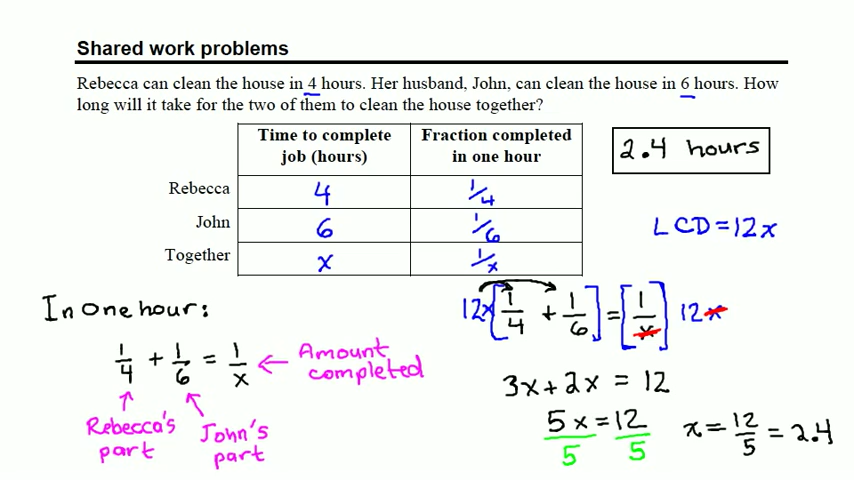 Shared work problems
Rebecca can clean the house in 4 hours. Her husband, John, can clean the house in 6 hours. How
long will it take for the two of them to clean the house together?
Time to complete job (hours) Fraction completed in one hour
2.4 hours
Rebecca 4 1/4
John 6 1/6
LCD = 12x
Together x 1/x
In one hour:
12x[1/4 + 1/6] = [1/x] 12x
1/4 + 1/6 = 1/x ← Amount completed
3x + 2x = 12
Rebecca's part
John's part
5x = 12
5 5
x = 12/5 = 2.4